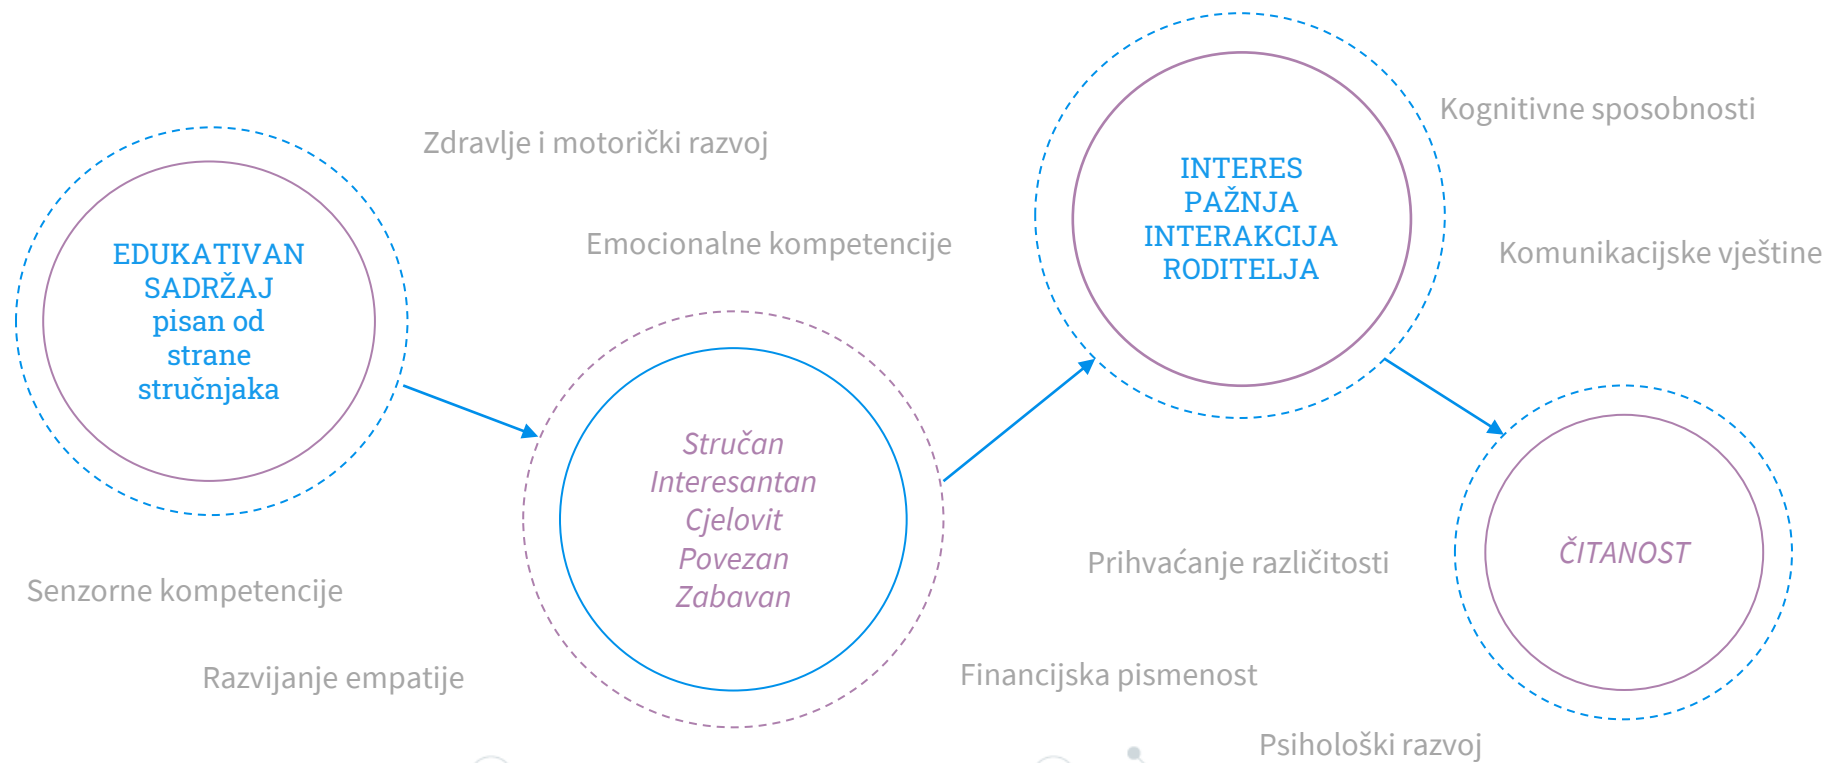 Kognitivne sposobnosti
Zdravlje i motorički razvoj
INTERES
PAŽNJA
INTERAKCIJA
RODITELJA
EDUKATIVAN
SADRŽAJ
pisan od
strane
stručnjaka
Emocionalne kompetencije
Komunikacijske vještine
Stručan
Interesantan
Cjelovit
Povezan
Zabavan
ČITANOST
Prihvaćanje različitosti
Senzorne kompetencije
Razvijanje empatije
Financijska pismenost
Psihološki razvoj